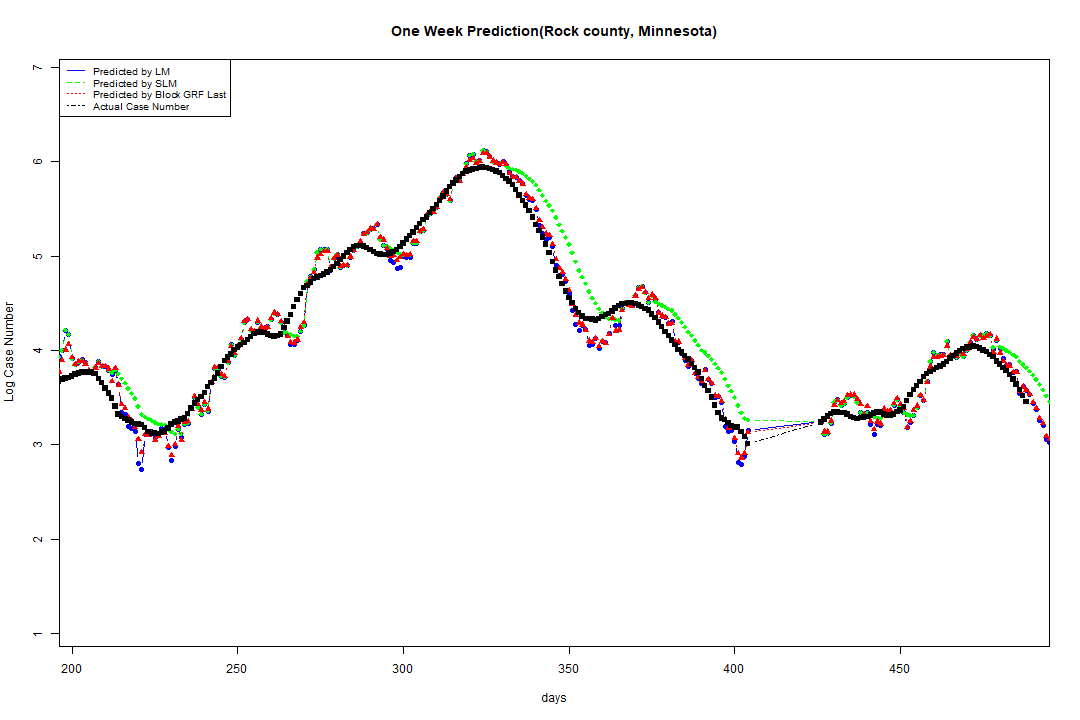 One Week Prediction(Rock county, Minnesota)
Predicted by LM
Predicted by SLM
Predicted by Block GRF Last
Actual Case Number
Log Case Number
7
6
5
4
3
2
1
200 250 300 350 400 450
days